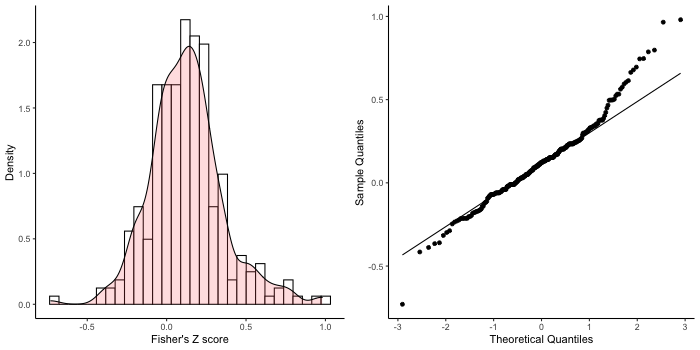 Density
2.0
1.5
1.0
0.5
0.0
-0.5 0.0 0.5 1.0
Fisher's Z score
Sample Quantiles
1.0
0.5
0.0
-0.5
-3 -2 -1 0 1 2 3
Theoretical Quantiles